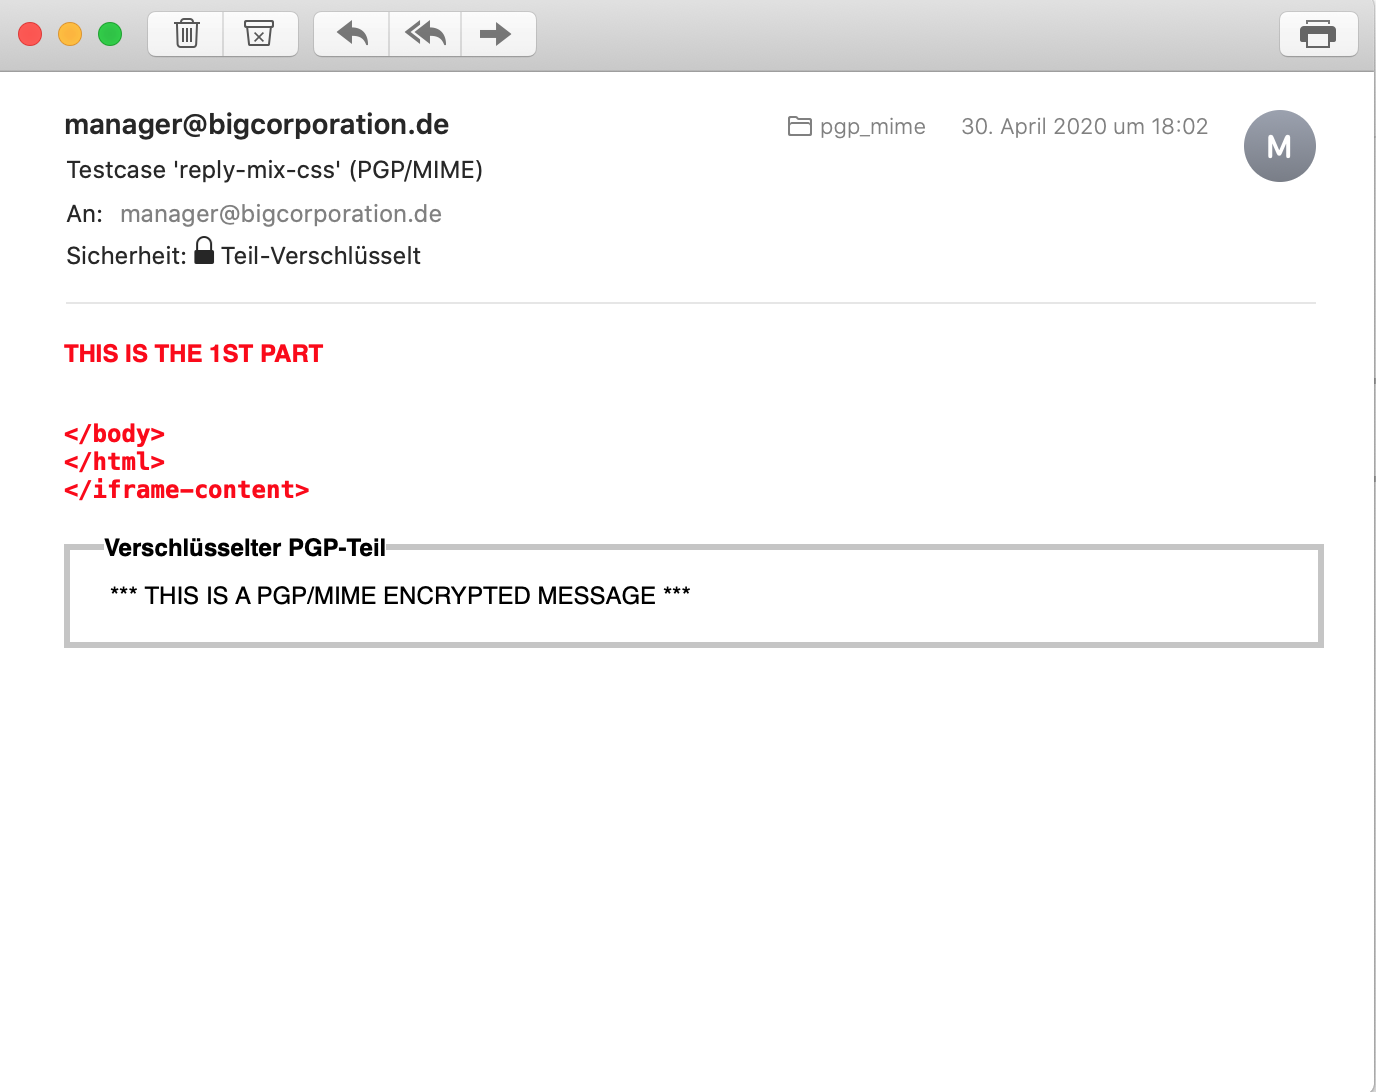 manager@bigcorporation.de
pgp_mime
30. April 2020 um 18:02
M
Testcase 'reply-mix-css' (PGP/MIME)
An: manager@bigcorporation.de
Sicherheit: Teil-Verschlüsselt
THIS IS THE 1ST PART
</body>
</html>
</iframe-content>
Verschlüsselter PGP-Teil
*** THIS IS A PGP/MIME ENCRYPTED MESSAGE ***